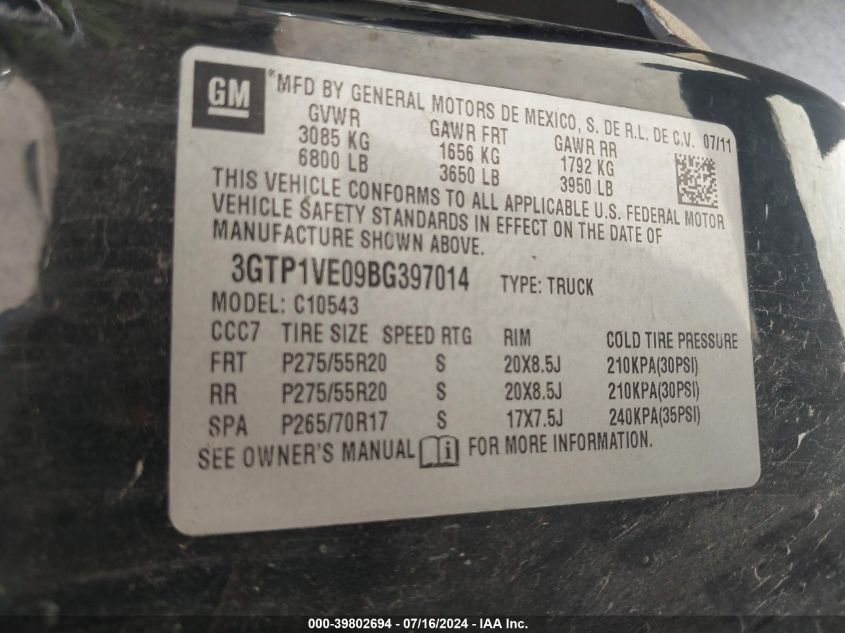 GM
*MFD BY GENERAL MOTORS DE MEXICO, S. DE R.L. DE C.V. 07/11
GVWR GAWR FRT GAWR RR
3085 KG 1656 KG 1792 KG
6800 LB 3650 LB 3950 LB
THIS VEHICLE CONFORMS TO ALL APPLICABLE U.S. FEDERAL MOTOR
VEHICLE SAFETY STANDARDS IN EFFECT ON THE DATE OF
MANUFACTURE SHOWN ABOVE.
3GTP1VE09BG397014 TYPE: TRUCK
MODEL: C10543
CCC7 TIRE SIZE SPEED RTG RIM COLD TIRE PRESSURE
FRT P275/55R20 S 20X8.5J 210KPA(30PSI)
RR P275/55R20 S 20X8.5J 210KPA(30PSI)
SPA P265/70R17 S 17X7.5J 240KPA(35PSI)
SEE OWNER'S MANUAL i FOR MORE INFORMATION.
000-39802694 / 07/16/2024 - IAA Inc.